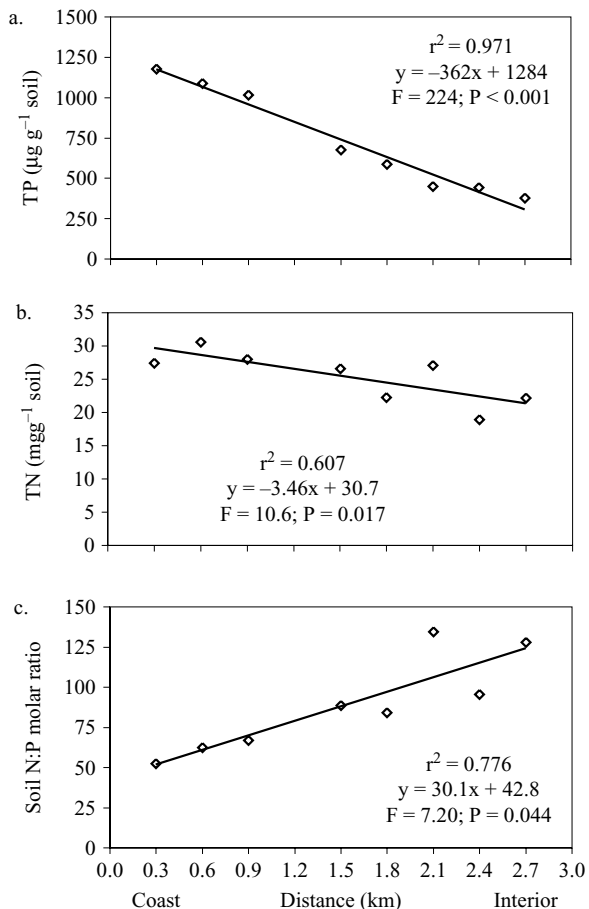 a.
1500
1250
1000
750
500
250
0
TP (µg g⁻¹ soil)
r² = 0.971
y = –362x + 1284
F = 224; P < 0.001
b.
35
30
25
20
15
10
5
0
TN (mgg⁻¹ soil)
r² = 0.607
y = –3.46x + 30.7
F = 10.6; P = 0.017
c.
150
125
100
75
50
25
0
Soil N:P molar ratio
r² = 0.776
y = 30.1x + 42.8
F = 7.20; P = 0.044
0.0 0.3 0.6 0.9 1.2 1.5 1.8 2.1 2.4 2.7 3.0
Coast Distance (km) Interior